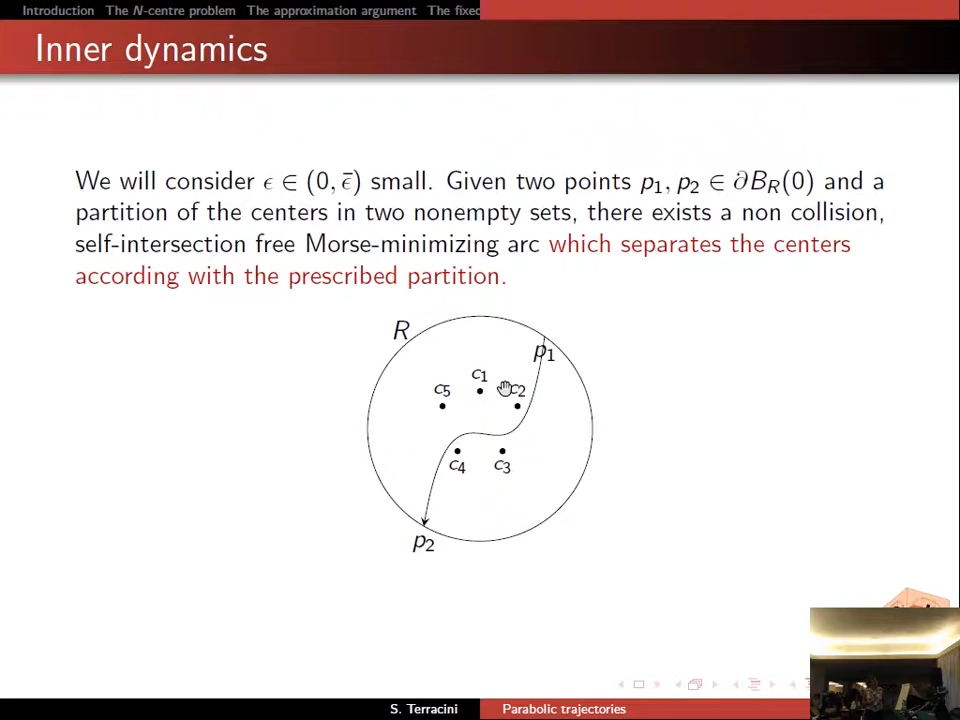 Introduction The N-centre problem The approximation argument The fixed
Inner dynamics
We will consider ϵ ∈ (0, ϵ̄) small. Given two points p₁, p₂ ∈ ∂B_R(0) and a
partition of the centers in two nonempty sets, there exists a non collision,
self-intersection free Morse-minimizing arc which separates the centers
according with the prescribed partition.
R
p₁
c₁
c₅
c₂
c₄
c₃
p₂
S. Terracini
Parabolic trajectories